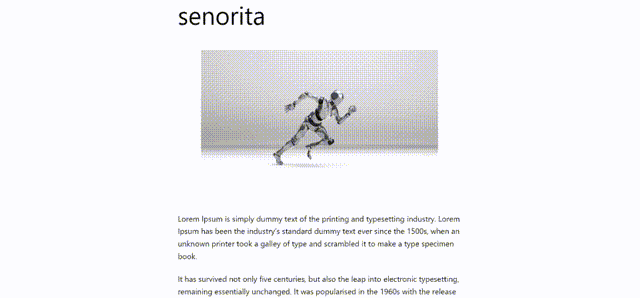 senorita
Lorem Ipsum is simply dummy text of the printing and typesetting industry. Lorem
Ipsum has been the industry's standard dummy text ever since the 1500s, when an
unknown printer took a galley of type and scrambled it to make a type specimen
book.
It has survived not only five centuries, but also the leap into electronic typesetting,
remaining essentially unchanged. It was popularised in the 1960s with the release